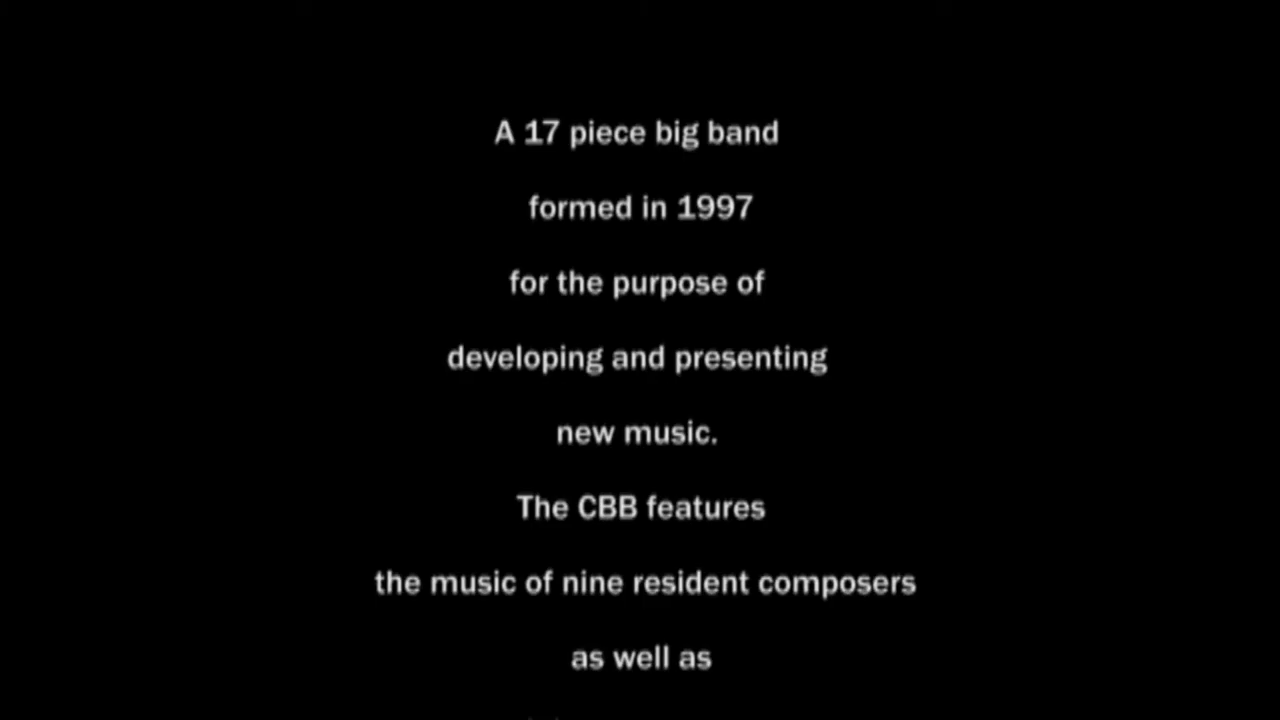 A 17 piece big band
formed in 1997
for the purpose of
developing and presenting
new music.
The CBB features
the music of nine resident composers
as well as